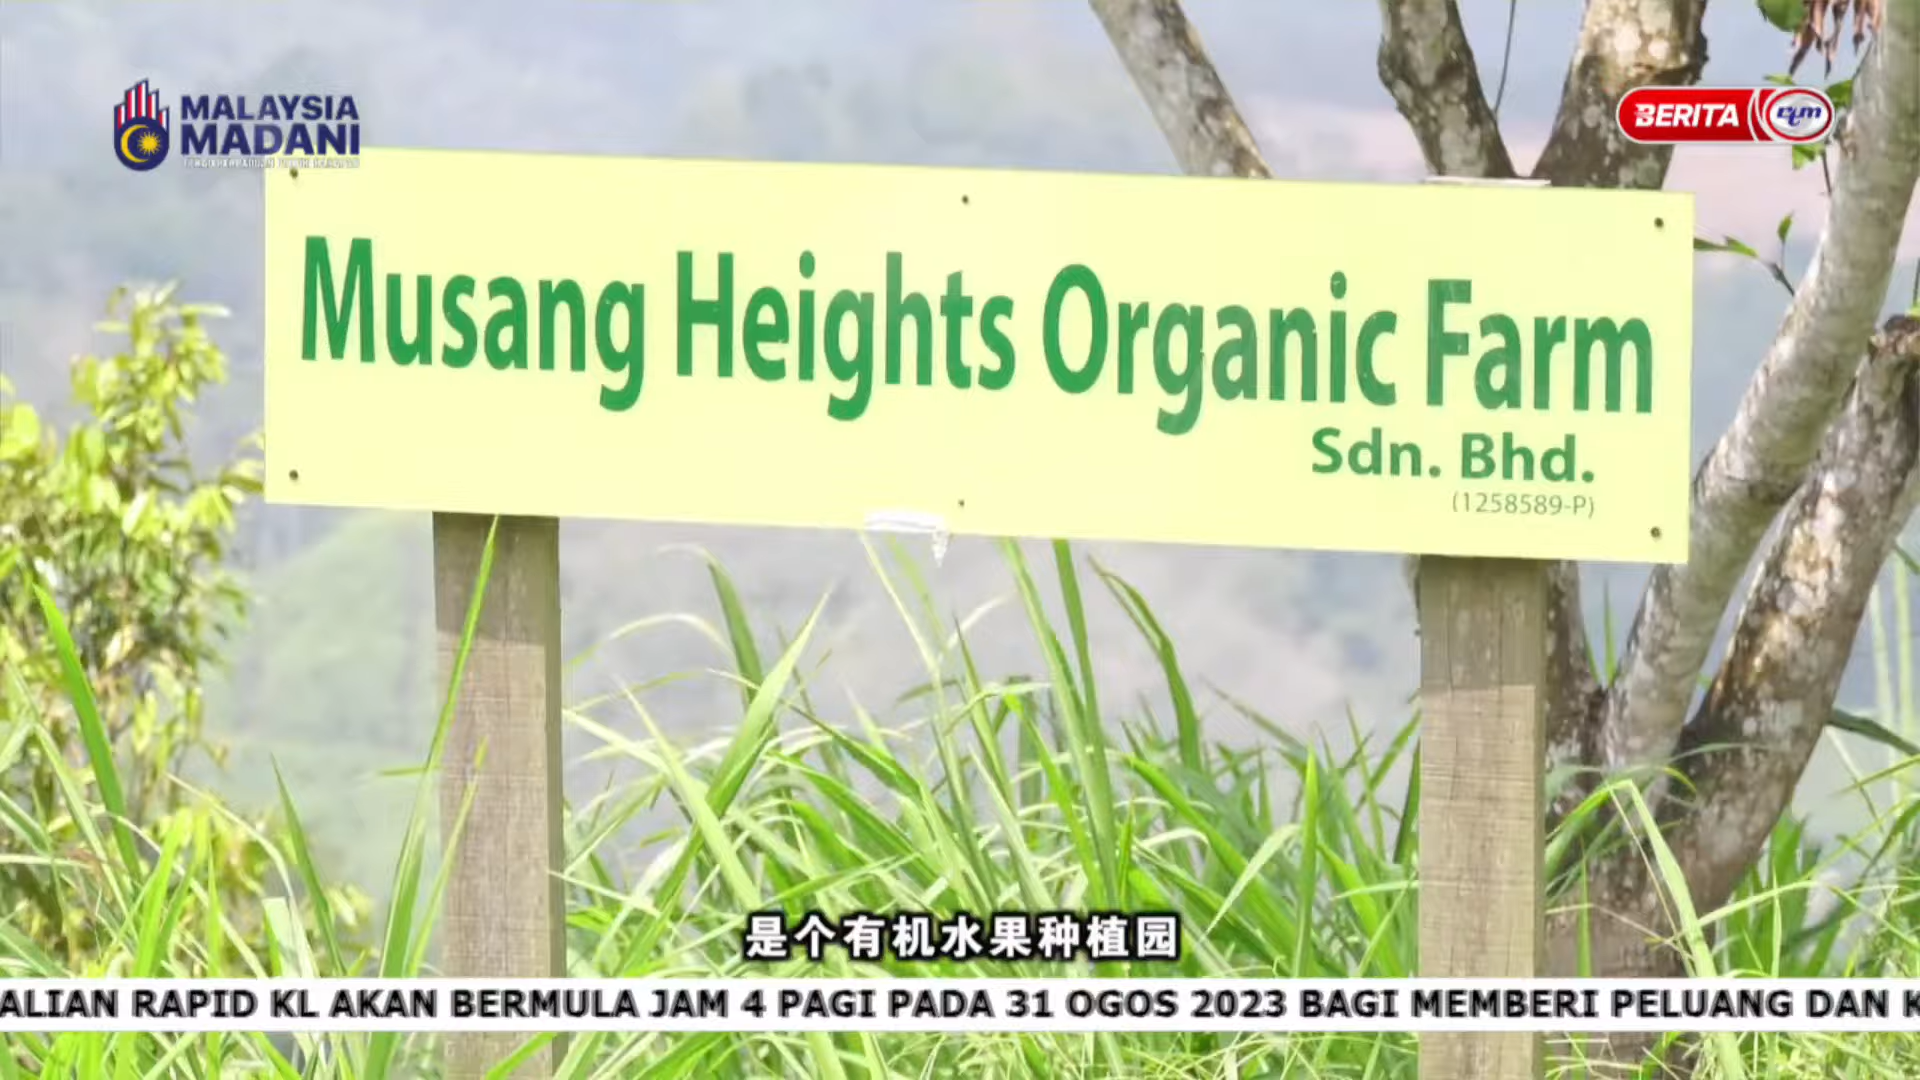 MALAYSIA
MADANI
BERITA rtm
Musang Heights Organic Farm
Sdn. Bhd.
(1258589-P)
是个有机水果种植园
ALIAN RAPID KL AKAN BERMULA JAM 4 PAGI PADA 31 OGOS 2023 BAGI MEMBERI PELUANG DAN K